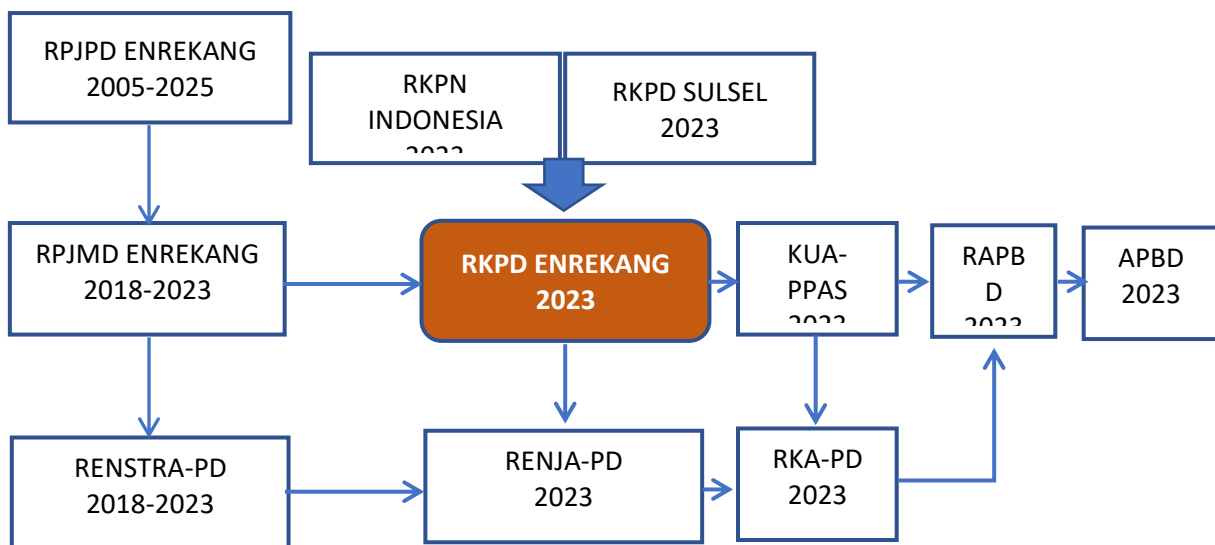 RPJPD ENREKANG
2005-2025
RKPN
INDONESIA
RKPD SULSEL
2023
RPJMD ENREKANG
2018-2023
RKPD ENREKANG
2023
KUA-
PPAS
RAPB
D
APBD
2023
RENSTRA-PD
2018-2023
RENJA-PD
2023
RKA-PD
2023